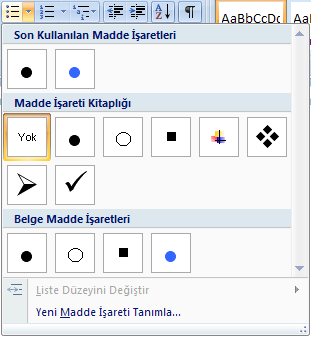 AaBbCcDc
Son Kullanılan Madde İşaretleri
Madde İşareti Kitaplığı
Yok
Belge Madde İşaretleri
Liste Düzeyini Değiştir
Yeni Madde İşareti Tanımla...